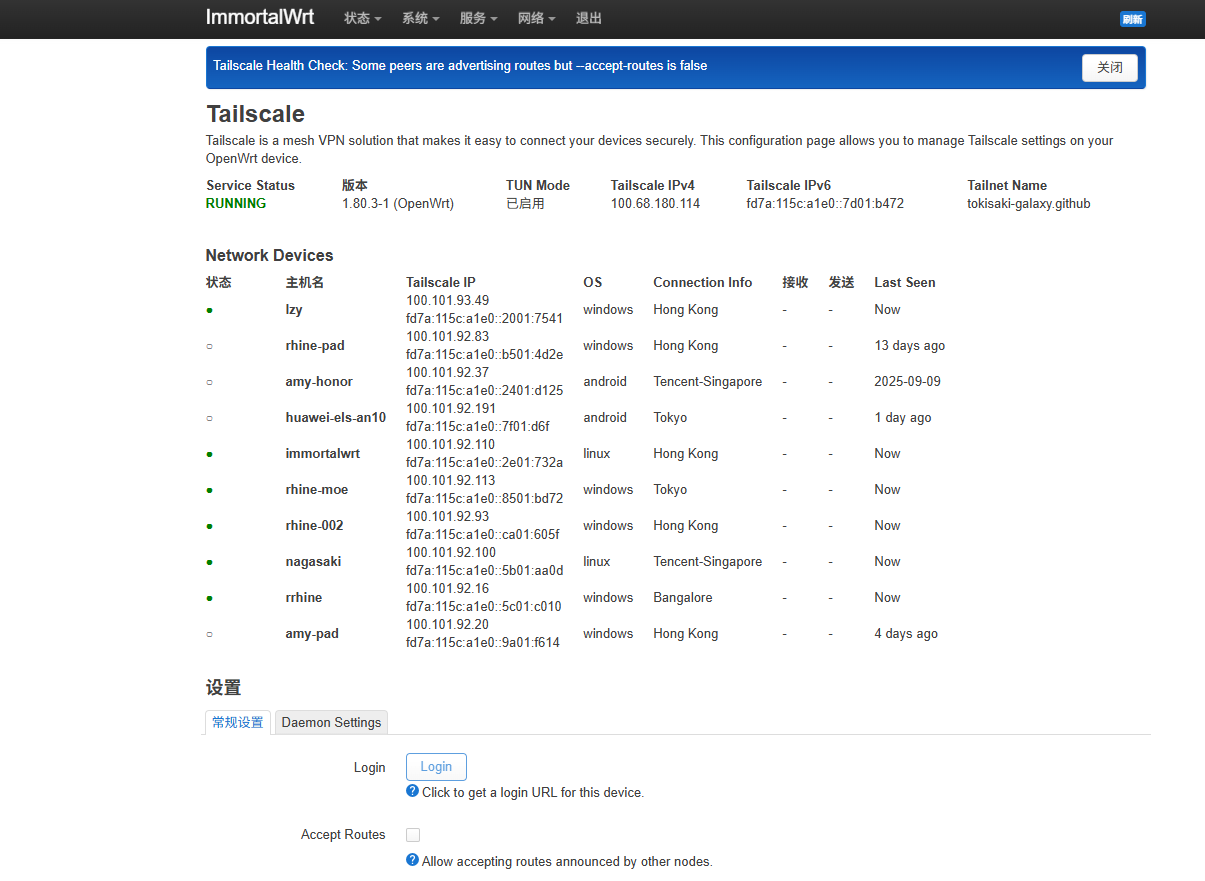 ImmortalWrt 状态 系统 服务 网络 退出 刷新
Tailscale Health Check: Some peers are advertising routes but --accept-routes is false 关闭
Tailscale
Tailscale is a mesh VPN solution that makes it easy to connect your devices securely. This configuration page allows you to manage Tailscale settings on your
OpenWrt device.
Service Status 版本 TUN Mode Tailscale IPv4 Tailscale IPv6 Tailnet Name
RUNNING 1.80.3-1 (OpenWrt) 已启用 100.68.180.114 fd7a:115c:a1e0::7d01:b472 tokisaki-galaxy.github
Network Devices
状态 主机名 Tailscale IP OS Connection Info 接收 发送 Last Seen
100.101.93.49
● lzy windows Hong Kong - - Now
fd7a:115c:a1e0::2001:7541
100.101.92.83
○ rhine-pad windows Hong Kong - - 13 days ago
fd7a:115c:a1e0::b501:4d2e
100.101.92.37
○ amy-honor android Tencent-Singapore - - 2025-09-09
fd7a:115c:a1e0::2401:d125
100.101.92.191
○ huawei-els-an10 android Tokyo - - 1 day ago
fd7a:115c:a1e0::7f01:d6f
100.101.92.110
● immortalwrt linux Hong Kong - - Now
fd7a:115c:a1e0::2e01:732a
100.101.92.113
● rhine-moe windows Tokyo - - Now
fd7a:115c:a1e0::8501:bd72
100.101.92.93
● rhine-002 windows Hong Kong - - Now
fd7a:115c:a1e0::ca01:605f
100.101.92.100
● nagasaki linux Tencent-Singapore - - Now
fd7a:115c:a1e0::5b01:aa0d
100.101.92.16
● rrhine windows Bangalore - - Now
fd7a:115c:a1e0::5c01:c010
100.101.92.20
○ amy-pad windows Hong Kong - - 4 days ago
fd7a:115c:a1e0::9a01:f614
设置
常规设置 Daemon Settings
Login Login
Click to get a login URL for this device.
Accept Routes
Allow accepting routes announced by other nodes.